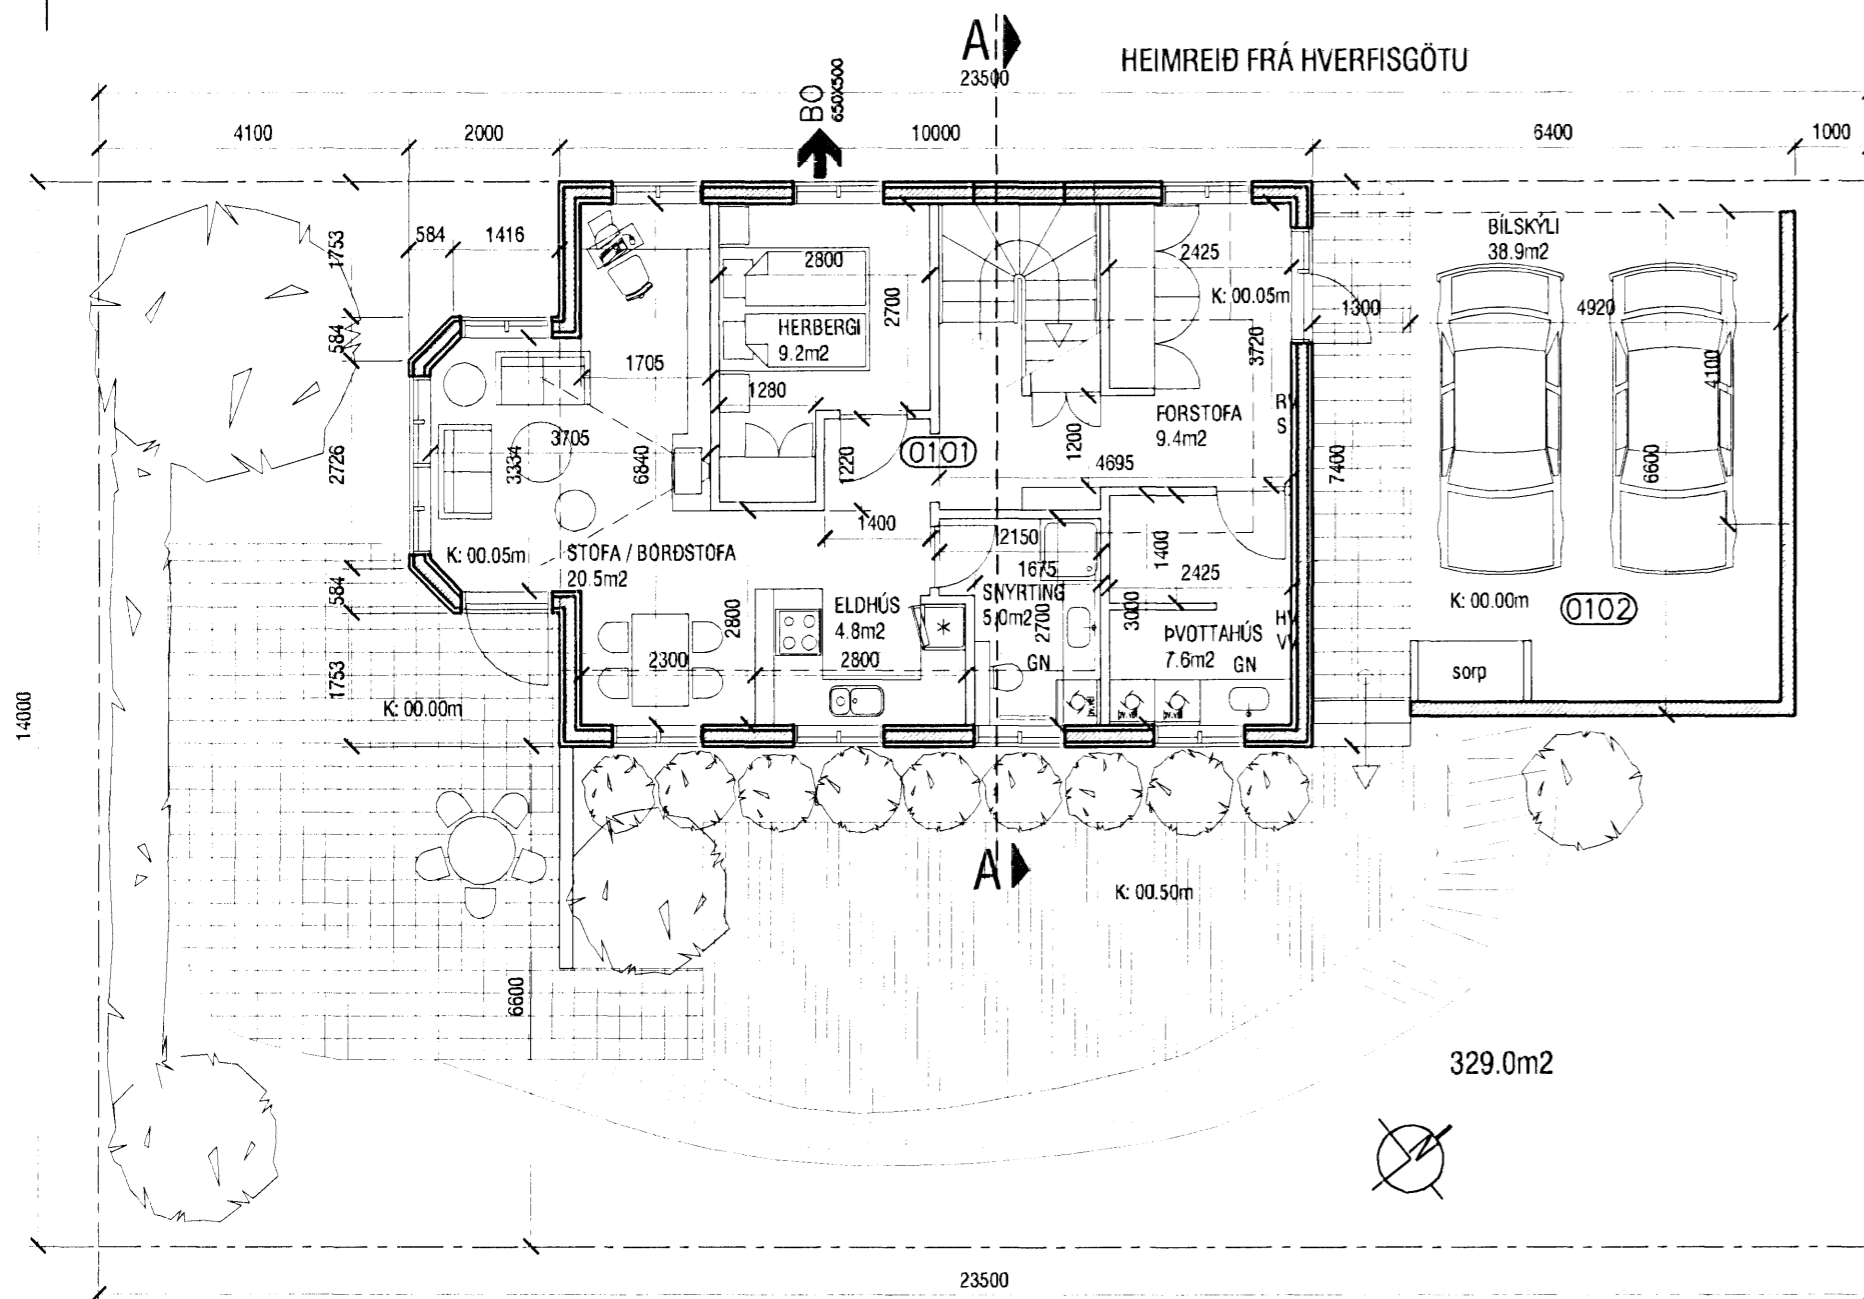 A
HEIMREIÐ FRÁ HVERFISGÖTU
23500
BO
650X500
4100
2000
10000
6400
1000
1753
584
1416
2800
2425
BÍLSKÝLI
38.9m2
K: 00.05m
2700
1300
4920
584
HERBERGI
9.2m2
1705
3720
4100
1280
FORSTOFA
9.4m2
RV
S
2726
3705
3334
6840
1220
0101
1200
4695
7400
6600
1400
2150
1400
K: 00.05m
STOFA / BORÐSTOFA
20.5m2
1675
2425
584
2800
ELDHÚS
4.8m2
SNYRTING
5.0m2
2700
3000
K: 00.00m
0102
ÞVOTTAHÚS
7.6m2
HV
VV
2300
2800
GN
GN
sorp
1753
K: 00.00m
14000
A
K: 00.50m
6600
329.0m2
23500